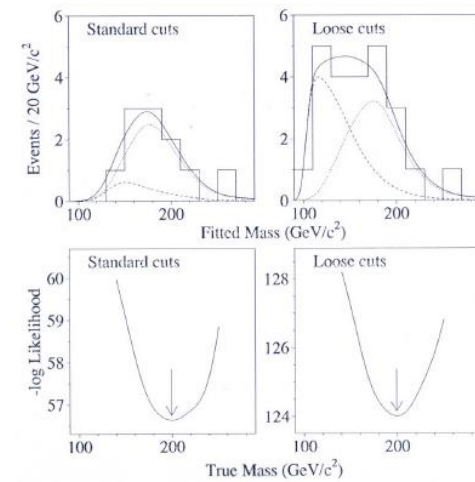 6
Standard cuts
4
2
0
100
200
6
Loose cuts
4
2
0
100
200
Events / 20 GeV/c²
Fitted Mass (GeV/c²)
60
Standard cuts
59
58
57
100
200
128
Loose cuts
126
124
100
200
-log Likelihood
True Mass (GeV/c²)